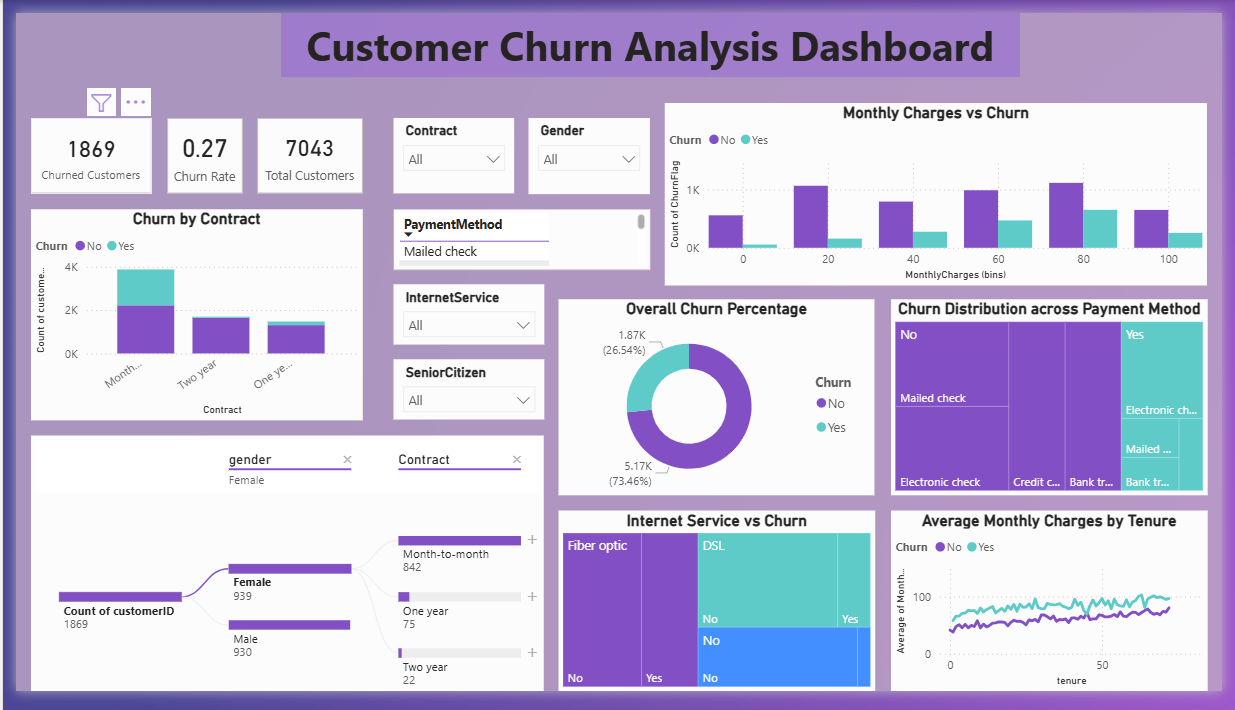 Customer Churn Analysis Dashboard
1869
Churned Customers
0.27
Churn Rate
7043
Total Customers
Contract
All
Gender
All
Monthly Charges vs Churn
Churn No Yes
Count of ChurnFlag
1K
0K
0 20 40 60 80 100
MonthlyCharges (bins)
Churn by Contract
Churn No Yes
Count of custome...
4K
2K
0K
Month... Two year One ye...
Contract
PaymentMethod
Mailed check
InternetService
All
SeniorCitizen
All
Overall Churn Percentage
1.87K
(26.54%)
5.17K
(73.46%)
Churn
No
Yes
Churn Distribution across Payment Method
No
Mailed check
Electronic check
Credit c...
Bank tr...
Yes
Electronic ch...
Mailed ...
Bank tr...
gender
Female
Contract
Count of customerID
1869
Female
939
Male
930
Month-to-month
842
One year
75
Two year
22
Internet Service vs Churn
Fiber optic
No
Yes
DSL
No
Yes
No
No
Average Monthly Charges by Tenure
Churn No Yes
Average of Month...
100
0
0 50
tenure